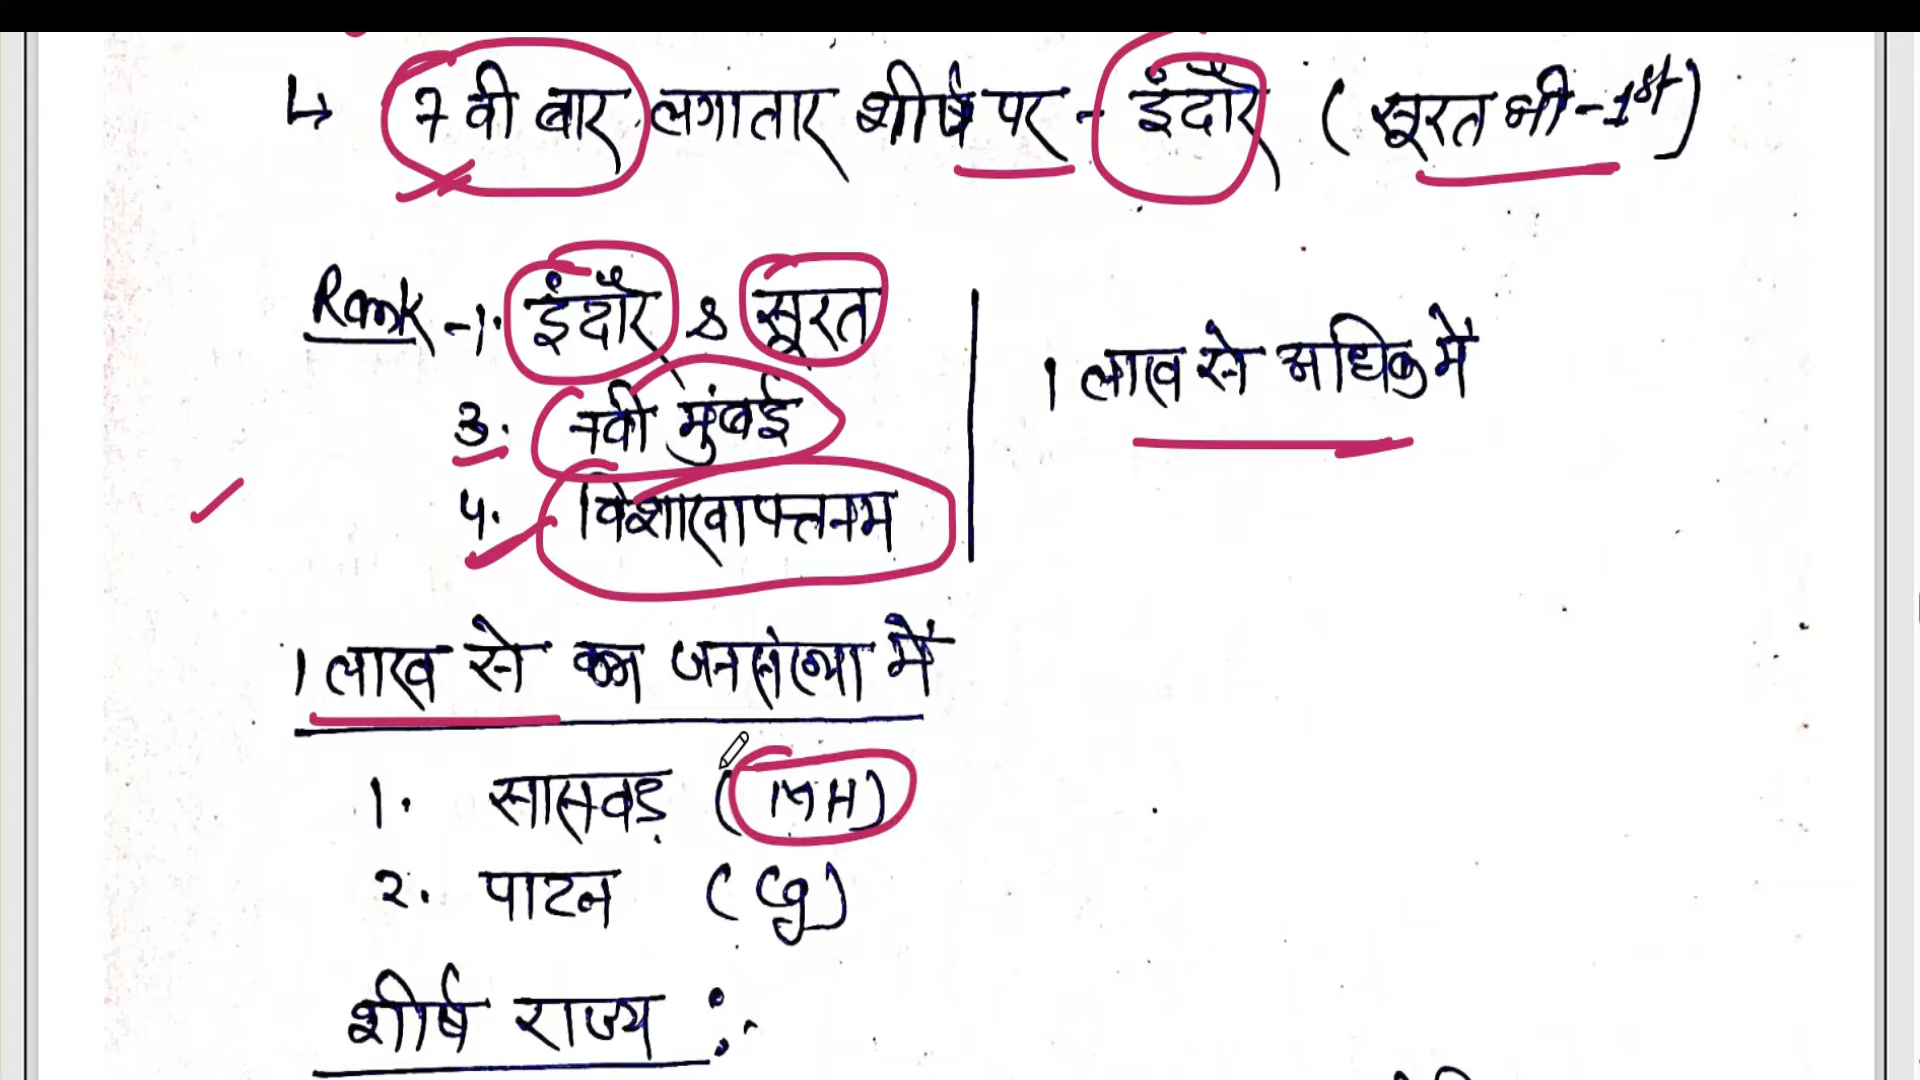 ↳ 7 वी बार लगातार शीर्ष पर - इंदौर ( सूरत भी - 1st )
Rank - 1. इंदौर & सूरत
3. नवी मुंबई
4. विशाखापत्तनम
1 लाख से अधिक में
1 लाख से कम जनसंख्या में
1. सासवड़ ( MH )
2. पाटन ( Cg )
शीर्ष राज्य :-